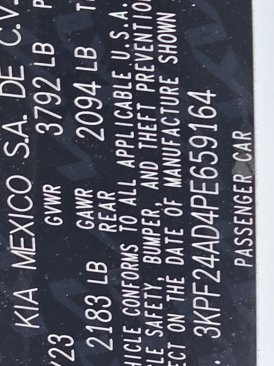 KIA MEXICO S.A. DE C.V.
GVWR 3792 LB
/23 GAWR
2183 LB REAR 2094 LB
HICLE CONFORMS TO ALL APPLICABLE U.S.A.
LE SAFETY, BUMPER, AND THEFT PREVENTIO
ECT ON THE DATE OF MANUFACTURE SHOWN
3KPF24AD4PE659164
PASSENGER CAR